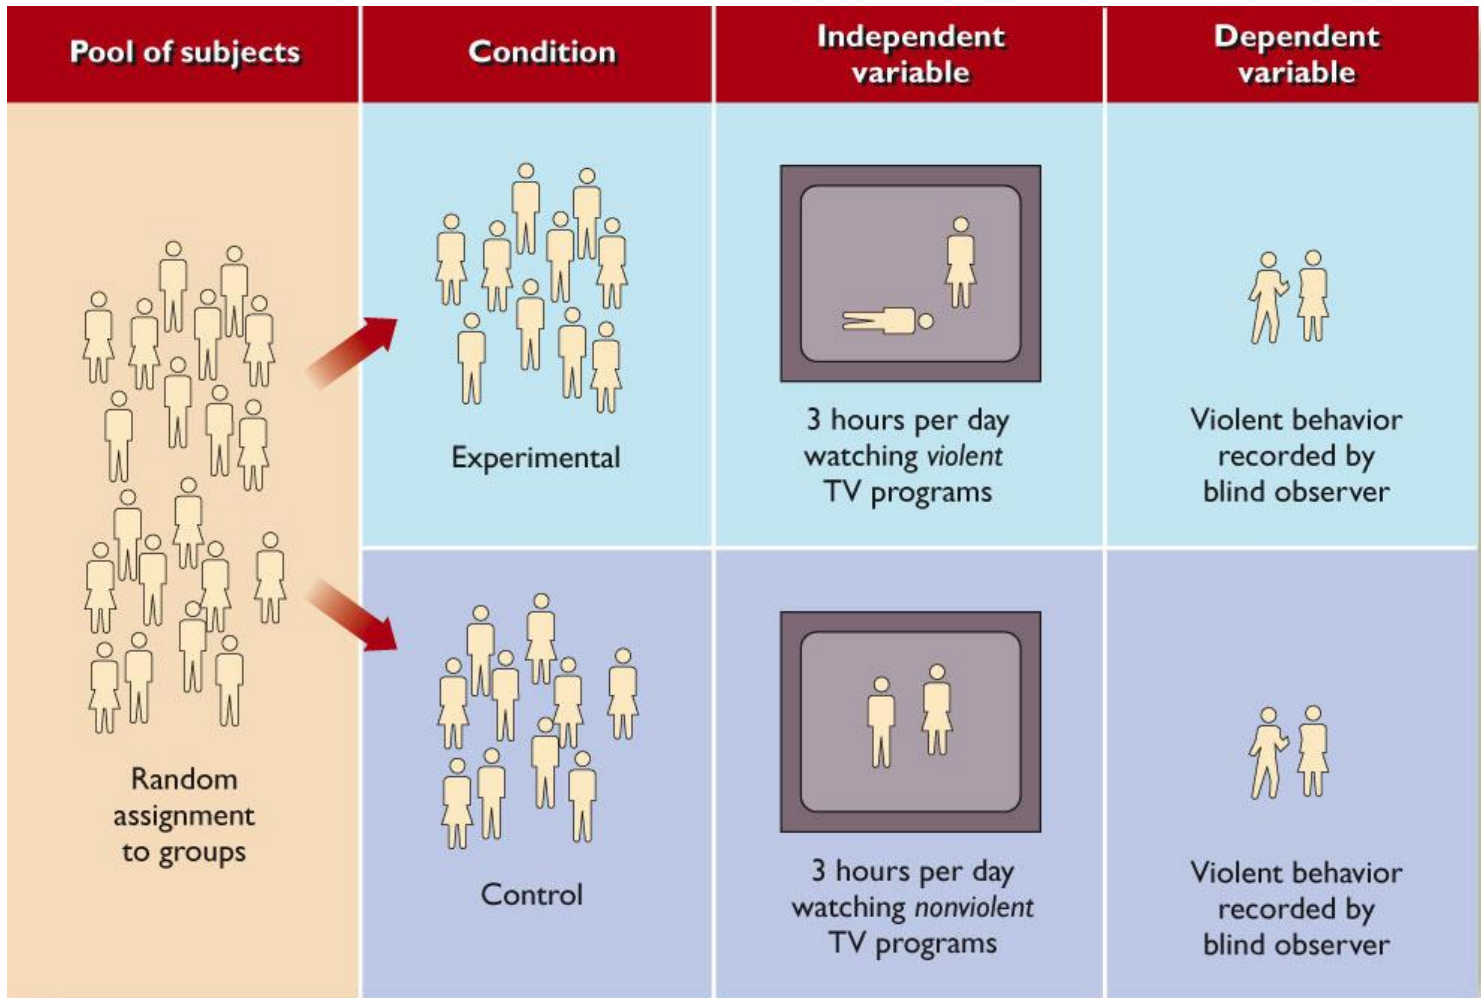 Pool of subjects
Condition
Independent
variable
Dependent
variable
Random
assignment
to groups
Experimental
3 hours per day
watching violent
TV programs
Violent behavior
recorded by
blind observer
Control
3 hours per day
watching nonviolent
TV programs
Violent behavior
recorded by
blind observer